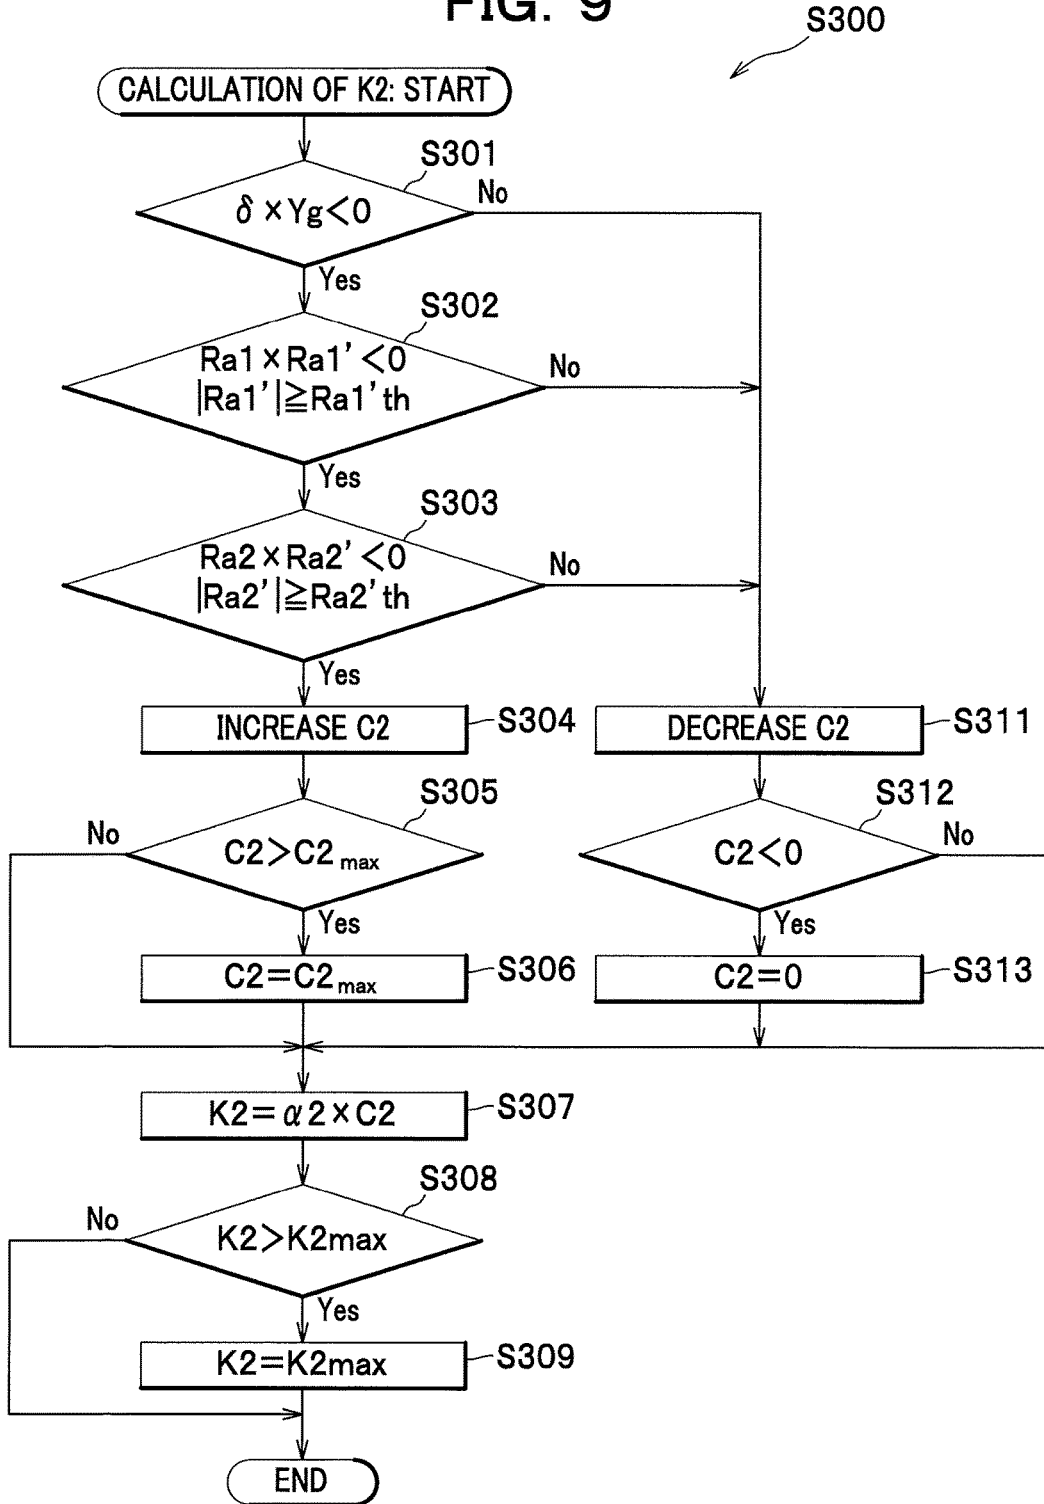 FIG. 9
S300
CALCULATION OF K2: START
S301
δ×Yg<0
No
Yes
S302
Ra1×Ra1'<0
|Ra1'|≧Ra1'th
No
Yes
S303
Ra2×Ra2'<0
|Ra2'|≧Ra2'th
No
Yes
INCREASE C2
S304
DECREASE C2
S311
S305
C2>C2max
No
Yes
S312
C2<0
No
Yes
C2=C2max
S306
C2=0
S313
K2=α2×C2
S307
S308
K2>K2max
No
Yes
K2=K2max
S309
END